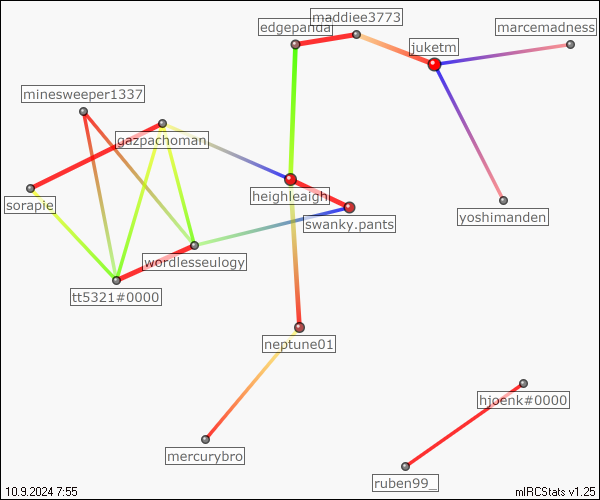 maddiee3773
edgepanda
marcemadness
juketm
minesweeper1337
gazpachoman
heighleaigh
sorapie
swanky.pants
yoshimanden
wordlesseulogy
tt5321#0000
neptune01
hjoenk#0000
mercurybro
ruben99_
10.9.2024 7:55
mIRCStats v1.25